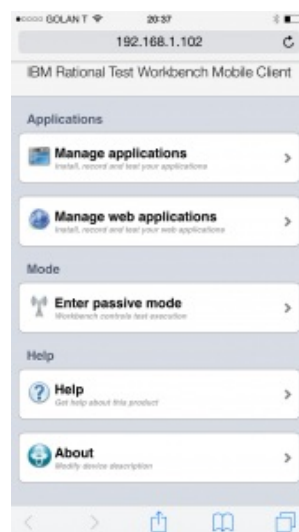 GOLAN T 20:37
192.168.1.102
IBM Rational Test Workbench Mobile Client
Applications
Manage applications
Install, record and test your applications
Manage web applications
Install, record and test your web applications
Mode
Enter passive mode
Workbench controls test execution
Help
Help
Get help about this product
About
Modify device description